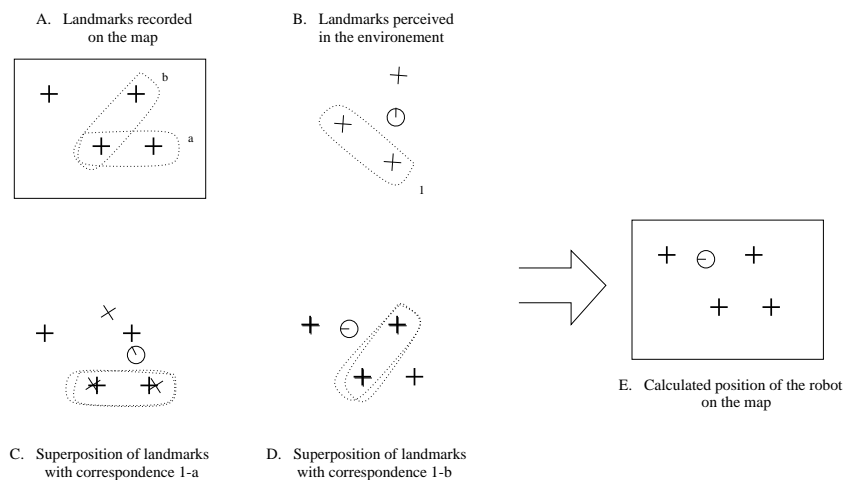 A. Landmarks recorded
on the map
B. Landmarks perceived
in the environement
b
a
1
C. Superposition of landmarks
with correspondence 1-a
D. Superposition of landmarks
with correspondence 1-b
E. Calculated position of the robot
on the map